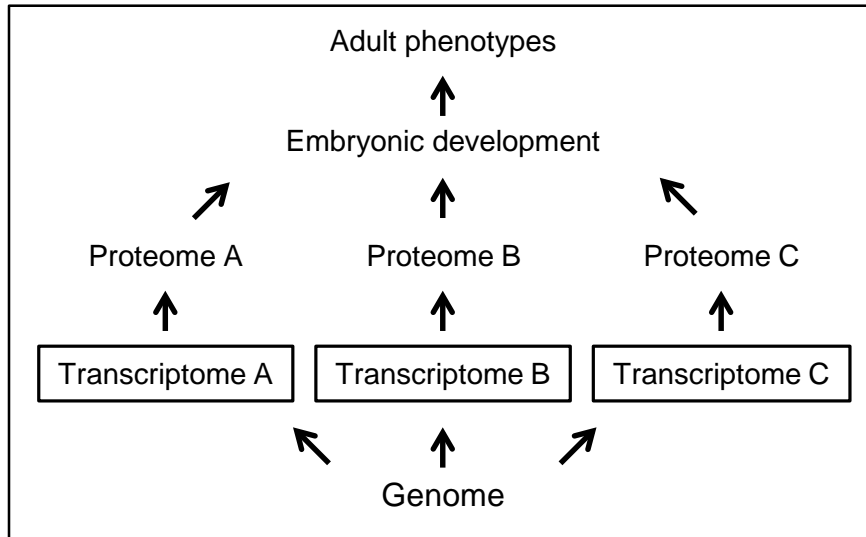 Adult phenotypes
Embryonic development
Proteome A
Proteome B
Proteome C
Transcriptome A
Transcriptome B
Transcriptome C
Genome